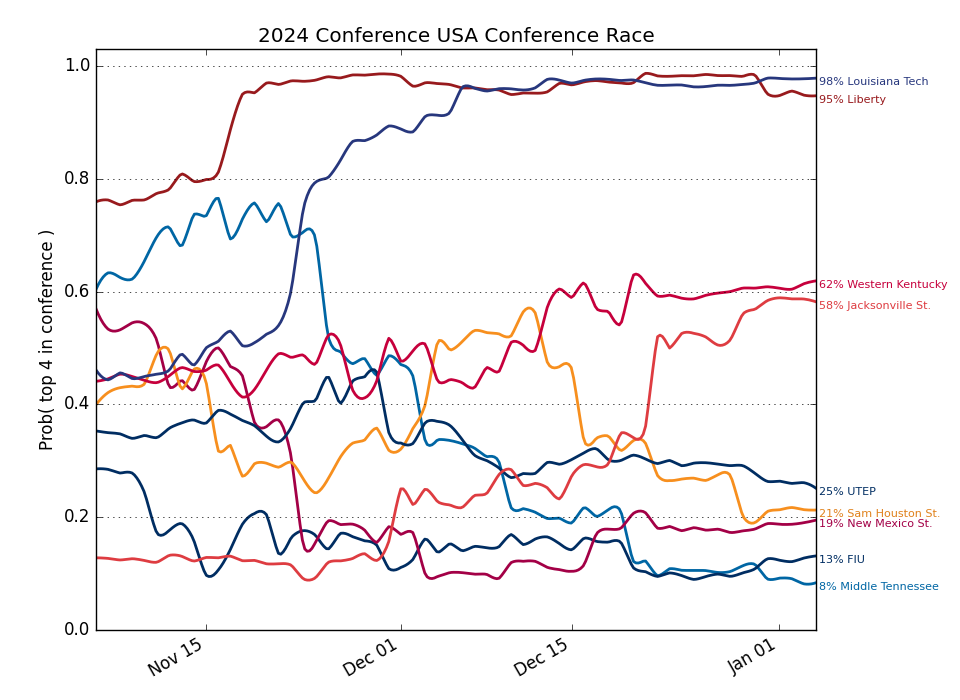 2024 Conference USA Conference Race
Prob( top 4 in conference )
1.0
0.8
0.6
0.4
0.2
0.0
Nov 15
Dec 01
Dec 15
Jan 01
98% Louisiana Tech
95% Liberty
62% Western Kentucky
58% Jacksonville St.
25% UTEP
21% Sam Houston St.
19% New Mexico St.
13% FIU
8% Middle Tennessee